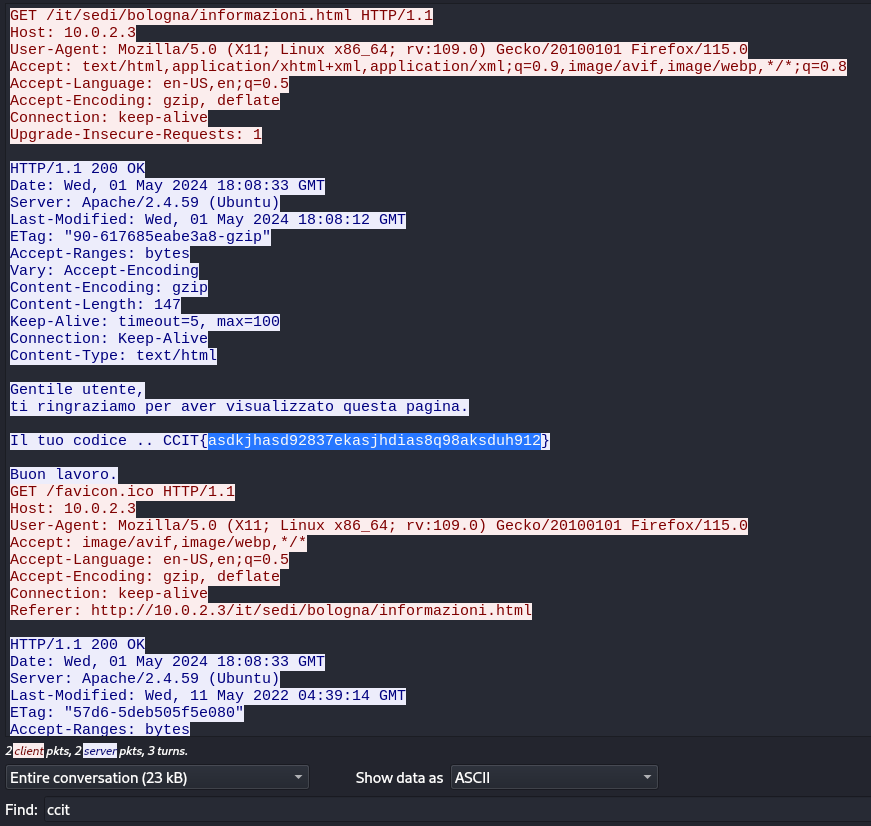 GET /it/sedi/bologna/informazioni.html HTTP/1.1
Host: 10.0.2.3
User-Agent: Mozilla/5.0 (X11; Linux x86_64; rv:109.0) Gecko/20100101 Firefox/115.0
Accept: text/html,application/xhtml+xml,application/xml;q=0.9,image/avif,image/webp,*/*;q=0.8
Accept-Language: en-US,en;q=0.5
Accept-Encoding: gzip, deflate
Connection: keep-alive
Upgrade-Insecure-Requests: 1
HTTP/1.1 200 OK
Date: Wed, 01 May 2024 18:08:33 GMT
Server: Apache/2.4.59 (Ubuntu)
Last-Modified: Wed, 01 May 2024 18:08:12 GMT
ETag: "90-617685eabe3a8-gzip"
Accept-Ranges: bytes
Vary: Accept-Encoding
Content-Encoding: gzip
Content-Length: 147
Keep-Alive: timeout=5, max=100
Connection: Keep-Alive
Content-Type: text/html
Gentile utente,
ti ringraziamo per aver visualizzato questa pagina.
Il tuo codice .. CCIT{asdkjhasd92837ekasjhdias8q98aksduh912}
Buon lavoro.
GET /favicon.ico HTTP/1.1
Host: 10.0.2.3
User-Agent: Mozilla/5.0 (X11; Linux x86_64; rv:109.0) Gecko/20100101 Firefox/115.0
Accept: image/avif,image/webp,*/*
Accept-Language: en-US,en;q=0.5
Accept-Encoding: gzip, deflate
Connection: keep-alive
Referer: http://10.0.2.3/it/sedi/bologna/informazioni.html
HTTP/1.1 200 OK
Date: Wed, 01 May 2024 18:08:33 GMT
Server: Apache/2.4.59 (Ubuntu)
Last-Modified: Wed, 11 May 2022 04:39:14 GMT
ETag: "57d6-5deb505f5e080"
Accept-Ranges: bytes
2 client pkts, 2 server pkts, 3 turns.
Entire conversation (23 kB)
Show data as ASCII
Find: ccit